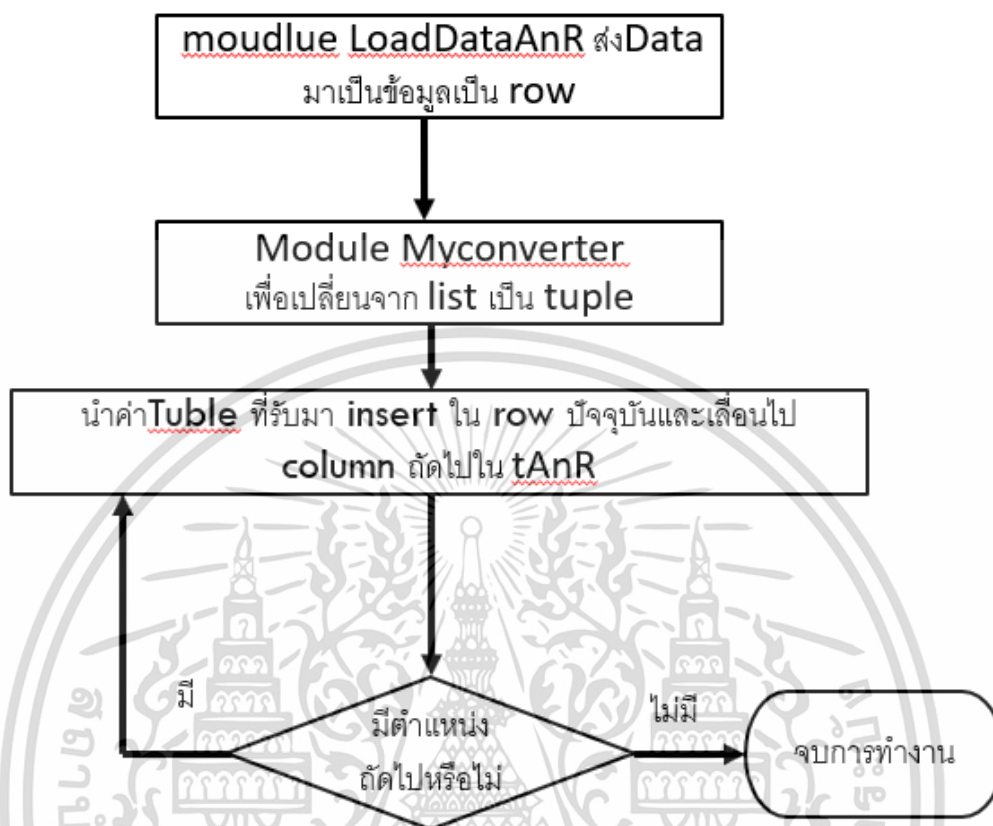 moudlue LoadDataAnR ส่งData
มาเป็นข้อมูลเป็น row
Module Myconverter
เพื่อเปลี่ยนจาก list เป็น tuple
นำค่าTuble ที่รับมา insert ใน row ปัจจุบันและเลื่อนไป
column ถัดไปใน tAnR
มี
มีตำแหน่ง
ถัดไปหรือไม่
ไม่มี
จบการทำงาน